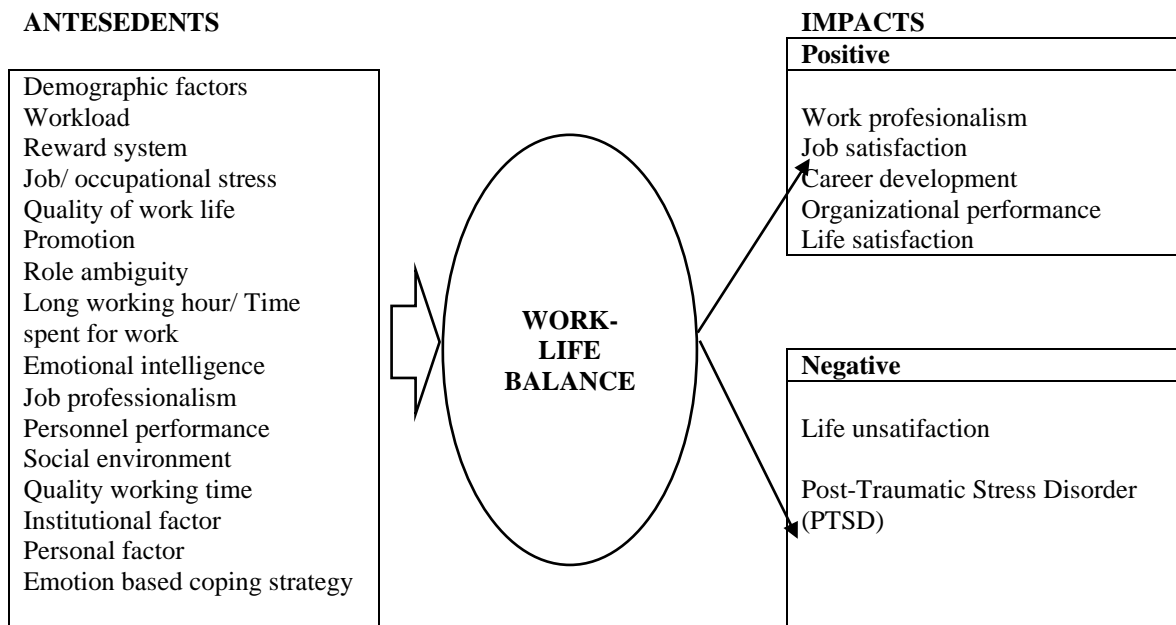 ANTESEDENTS
Demographic factors
Workload
Reward system
Job/ occupational stress
Quality of work life
Promotion
Role ambiguity
Long working hour/ Time
spent for work
Emotional intelligence
Job professionalism
Personnel performance
Social environment
Quality working time
Institutional factor
Personal factor
Emotion based coping strategy
WORK-
LIFE
BALANCE
IMPACTS
Positive
Work profesionalism
Job satisfaction
Career development
Organizational performance
Life satisfaction
Negative
Life unsatifaction
Post-Traumatic Stress Disorder
(PTSD)